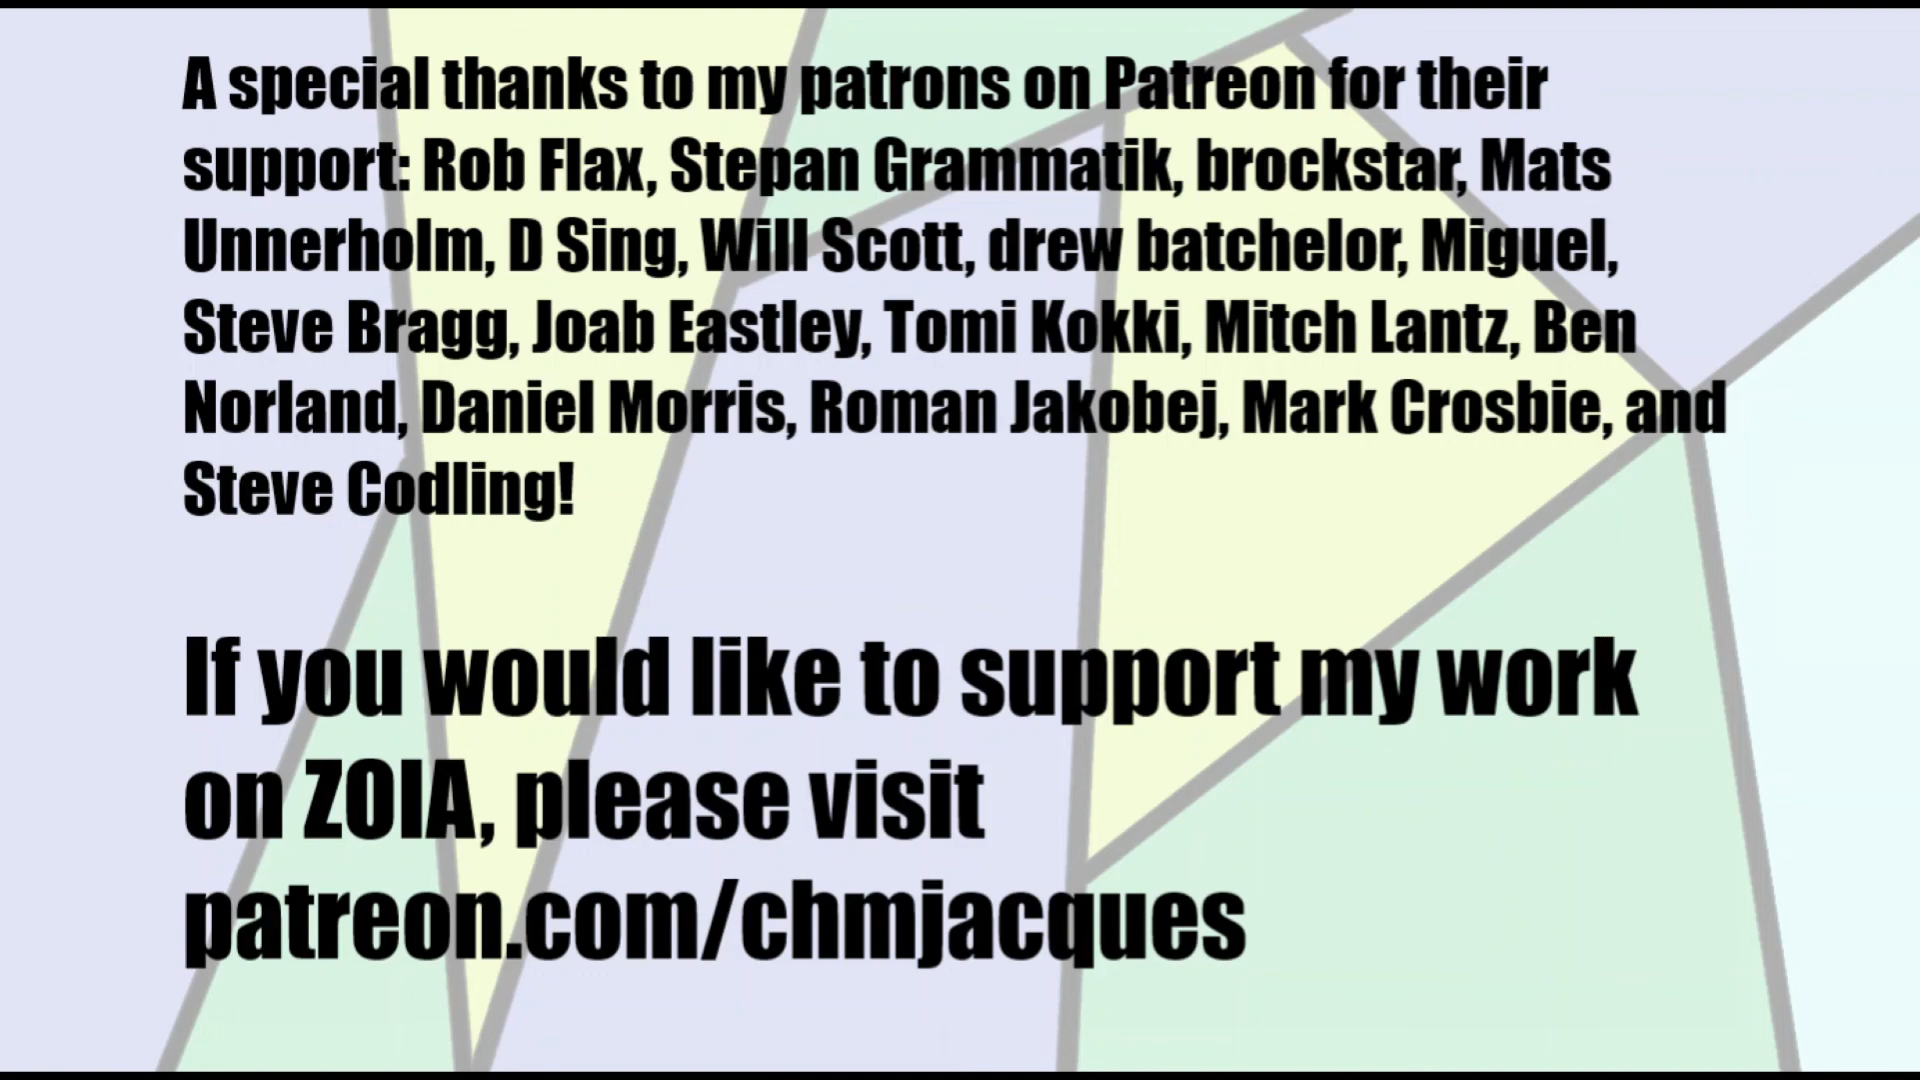 A special thanks to my patrons on Patreon for their
support: Rob Flax, Stepan Grammatik, brockstar, Mats
Unnerholm, D Sing, Will Scott, drew batchelor, Miguel,
Steve Bragg, Joab Eastley, Tomi Kokki, Mitch Lantz, Ben
Norland, Daniel Morris, Roman Jakobej, Mark Crosbie, and
Steve Codling!
If you would like to support my work
on ZOIA, please visit
patreon.com/chmjacques